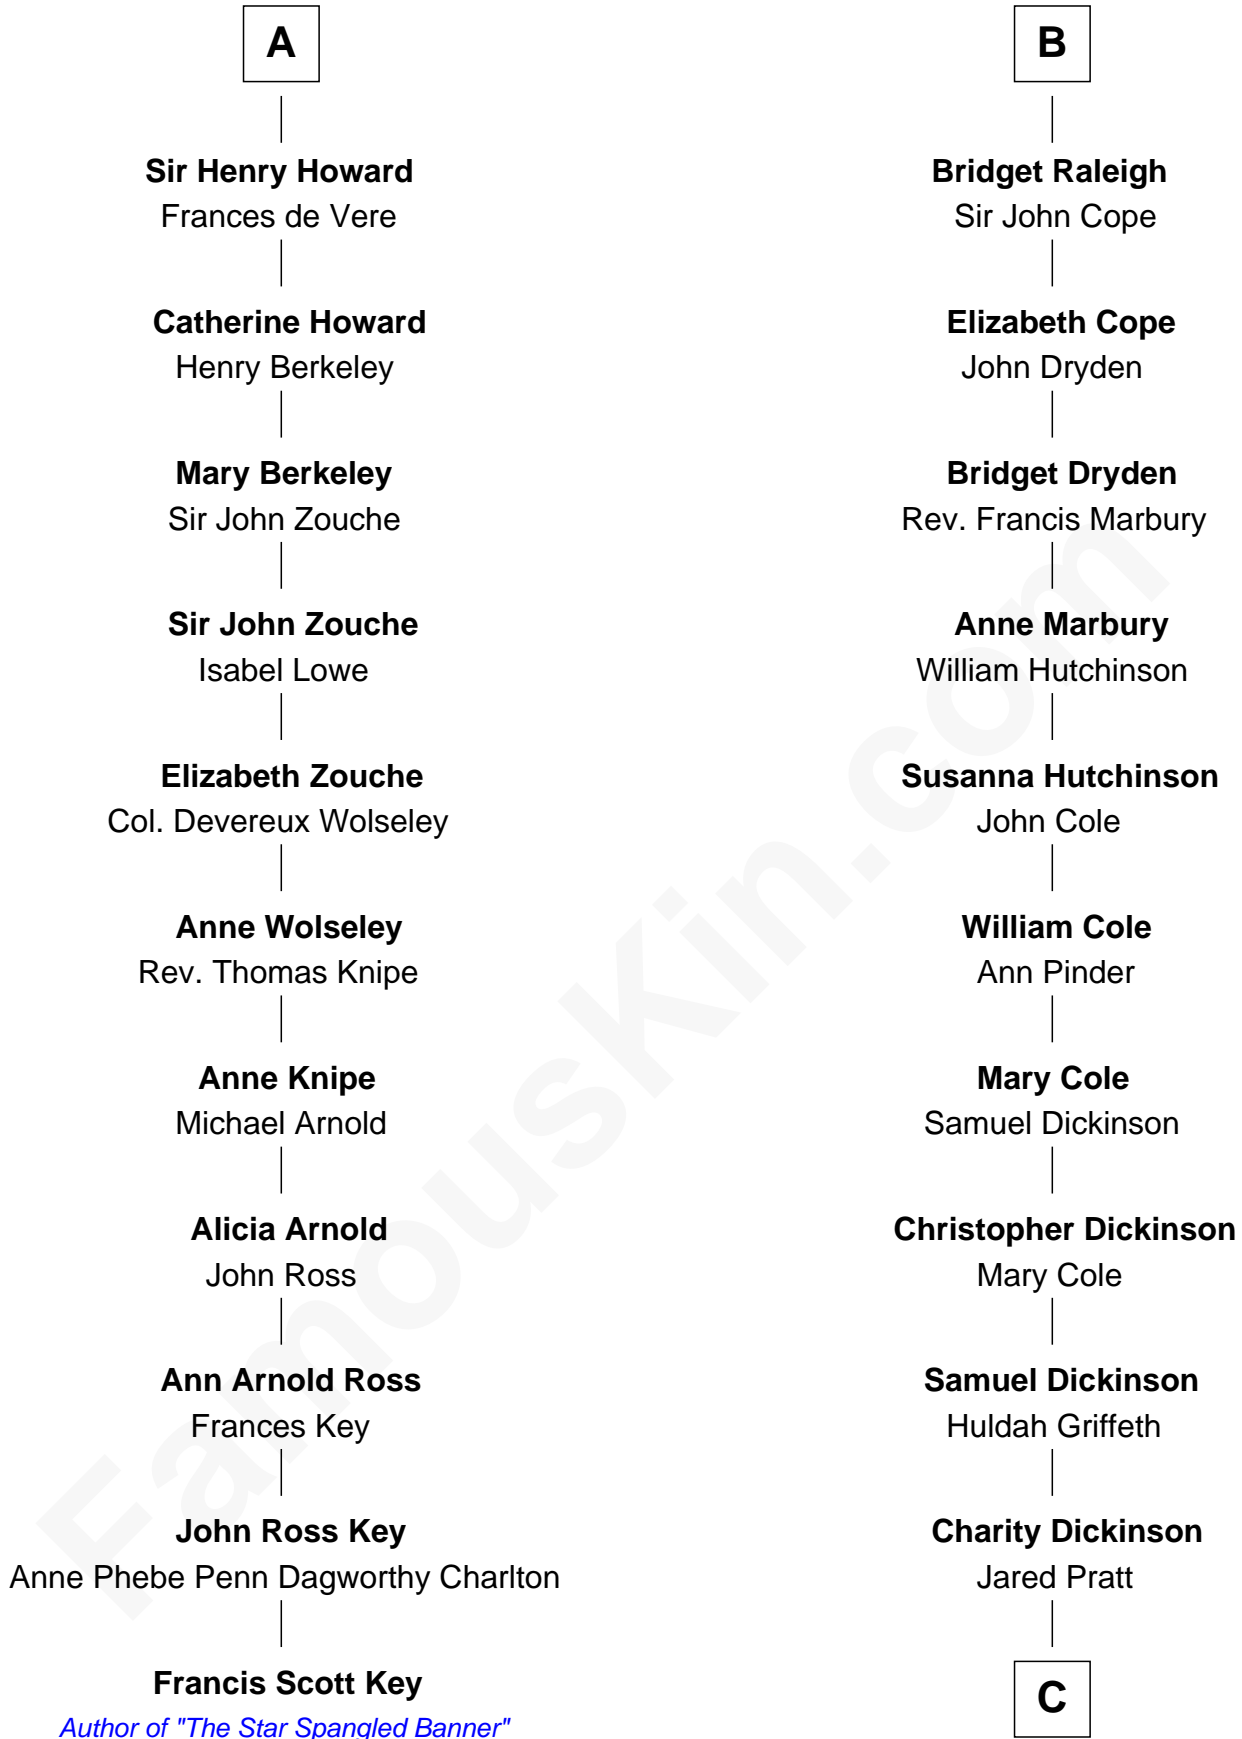 A
Sir Henry Howard
Frances de Vere
Catherine Howard
Henry Berkeley
Mary Berkeley
Sir John Zouche
Sir John Zouche
Isabel Lowe
Elizabeth Zouche
Col. Devereux Wolseley
Anne Wolseley
Rev. Thomas Knipe
Anne Knipe
Michael Arnold
Alicia Arnold
John Ross
Ann Arnold Ross
Frances Key
John Ross Key
Anne Phebe Penn Dagworthy Charlton
Francis Scott Key
Author of "The Star Spangled Banner"
B
Bridget Raleigh
Sir John Cope
Elizabeth Cope
John Dryden
Bridget Dryden
Rev. Francis Marbury
Anne Marbury
William Hutchinson
Susanna Hutchinson
John Cole
William Cole
Ann Pinder
Mary Cole
Samuel Dickinson
Christopher Dickinson
Mary Cole
Samuel Dickinson
Huldah Griffeth
Charity Dickinson
Jared Pratt
C
FamousKin.com